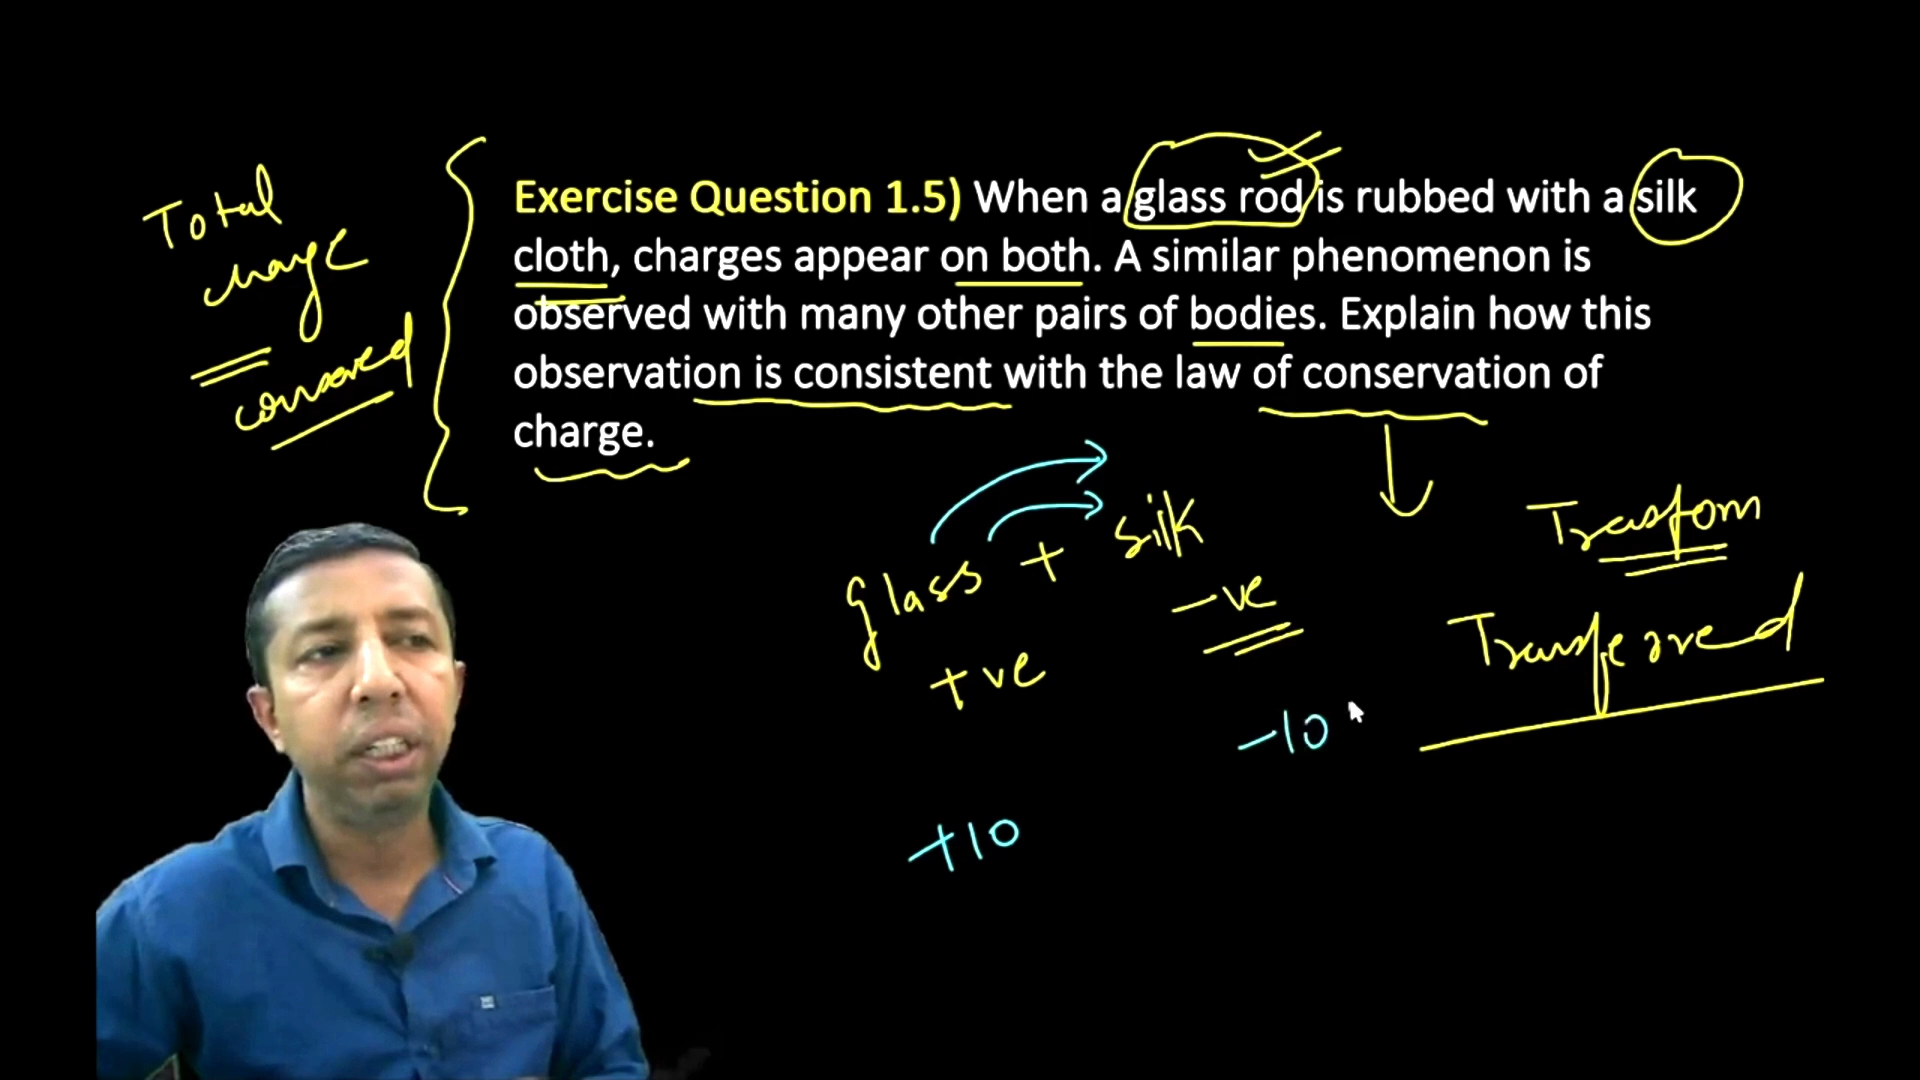 Total
charge
conserved
Exercise Question 1.5) When a glass rod is rubbed with a silk
cloth, charges appear on both. A similar phenomenon is
observed with many other pairs of bodies. Explain how this
observation is consistent with the law of conservation of
charge.
glass + silk
+ve
-ve
-10
+10
Trasform
Transfered